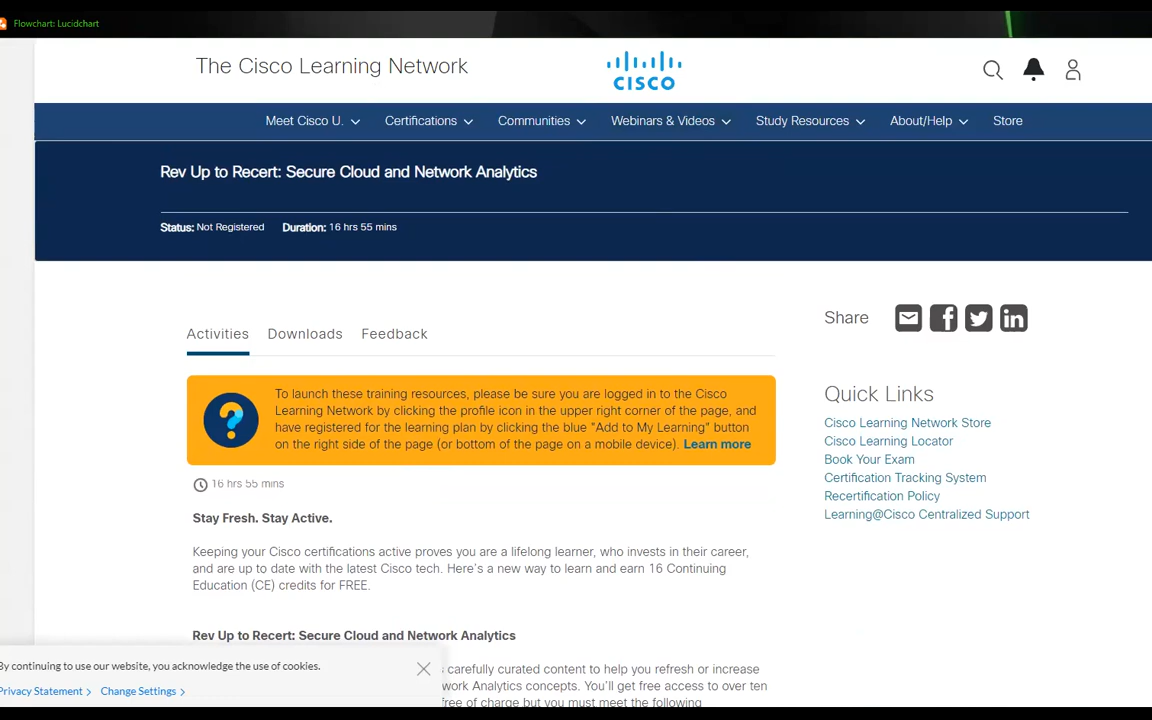 Flowchart: Lucidchart
The Cisco Learning Network
CISCO
Meet Cisco U.
Certifications
Communities
Webinars & Videos
Study Resources
About/Help
Store
Rev Up to Recert: Secure Cloud and Network Analytics
Status: Not Registered
Duration: 16 hrs 55 mins
Activities
Downloads
Feedback
To launch these training resources, please be sure you are logged in to the Cisco
Learning Network by clicking the profile icon in the upper right corner of the page, and
have registered for the learning plan by clicking the blue "Add to My Learning" button
on the right side of the page (or bottom of the page on a mobile device). Learn more
16 hrs 55 mins
Stay Fresh. Stay Active.
Keeping your Cisco certifications active proves you are a lifelong learner, who invests in their career,
and are up to date with the latest Cisco tech. Here's a new way to learn and earn 16 Continuing
Education (CE) credits for FREE.
Rev Up to Recert: Secure Cloud and Network Analytics
carefully curated content to help you refresh or increase
work Analytics concepts. You'll get free access to over ten
free of charge but you must meet the following
Share
Quick Links
Cisco Learning Network Store
Cisco Learning Locator
Book Your Exam
Certification Tracking System
Recertification Policy
Learning@Cisco Centralized Support
By continuing to use our website, you acknowledge the use of cookies.
Privacy Statement
Change Settings